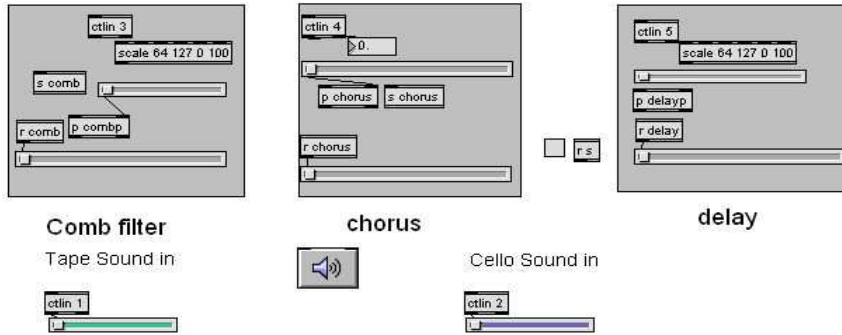 ctlin 3
scale 64 127 0 100
s comb
p combp
r comb
Comb filter
ctlin 4
0.
p chorus
s chorus
r chorus
chorus
r s
ctlin 5
scale 64 127 0 100
p delayp
r delay
delay
Tape Sound in
ctlin 1
Cello Sound in
ctlin 2